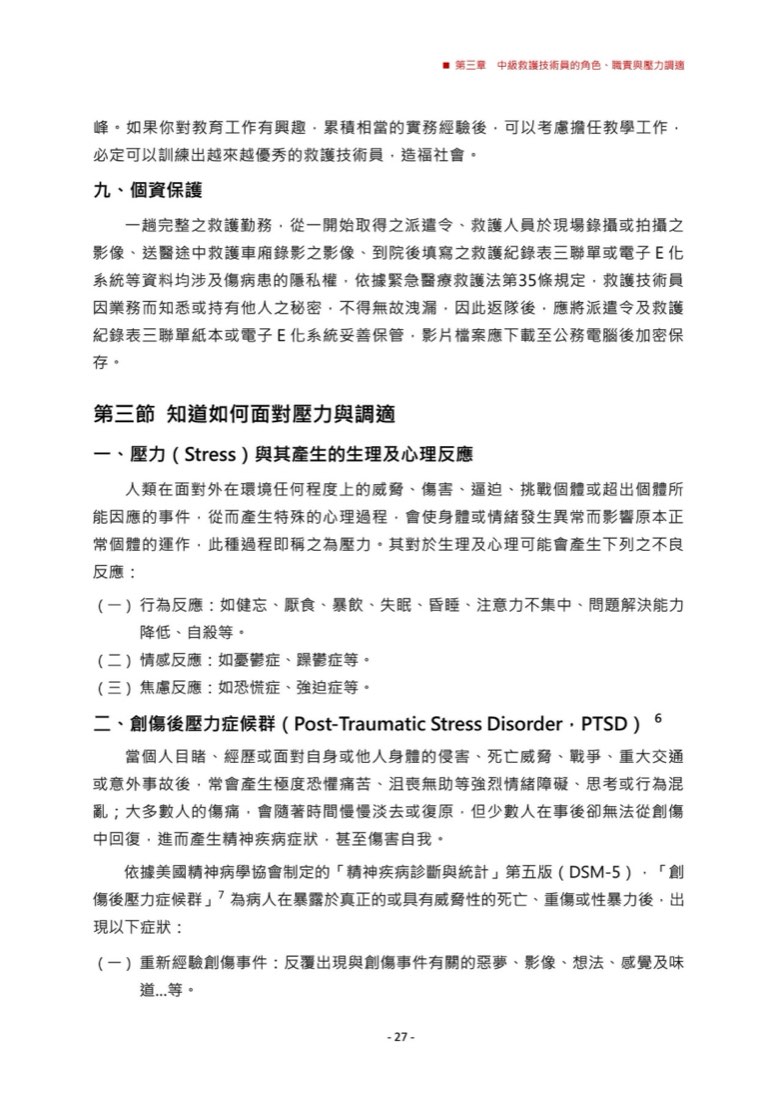 ■ 第三章　中級救護技術員的角色、職責與壓力調適
峰。如果你對教育工作有興趣，累積相當的實務經驗後，可以考慮擔任教學工作，
必定可以訓練出越來越優秀的救護技術員，造福社會。
九、個資保護
一趟完整之救護勤務，從一開始取得之派遣令、救護人員於現場錄攝或拍攝之
影像、送醫途中救護車廂錄影之影像、到院後填寫之救護紀錄表三聯單或電子 E 化
系統等資料均涉及傷病患的隱私權，依據緊急醫療救護法第35條規定，救護技術員
因業務而知悉或持有他人之秘密，不得無故洩漏，因此返隊後，應將派遣令及救護
紀錄表三聯單紙本或電子 E 化系統妥善保管，影片檔案應下載至公務電腦後加密保
存。
第三節 知道如何面對壓力與調適
一、壓力（Stress）與其產生的生理及心理反應
人類在面對外在環境任何程度上的威脅、傷害、逼迫、挑戰個體或超出個體所
能因應的事件，從而產生特殊的心理過程，會使身體或情緒發生異常而影響原本正
常個體的運作，此種過程即稱之為壓力。其對於生理及心理可能會產生下列之不良
反應：
（一）行為反應：如健忘、厭食、暴飲、失眠、昏睡、注意力不集中、問題解決能力
降低、自殺等。
（二）情感反應：如憂鬱症、躁鬱症等。
（三）焦慮反應：如恐慌症、強迫症等。
二、創傷後壓力症候群（Post-Traumatic Stress Disorder，PTSD）6
當個人目睹、經歷或面對自身或他人身體的侵害、死亡威脅、戰爭、重大交通
或意外事故後，常會產生極度恐懼痛苦、沮喪無助等強烈情緒障礙、思考或行為混
亂；大多數人的傷痛，會隨著時間慢慢淡去或復原，但少數人在事後卻無法從創傷
中回復，進而產生精神疾病症狀，甚至傷害自我。
依據美國精神病學協會制定的「精神疾病診斷與統計」第五版（DSM-5），「創
傷後壓力症候群」7 為病人在暴露於真正的或具有威脅性的死亡、重傷或性暴力後，出
現以下症狀：
（一）重新經驗創傷事件：反覆出現與創傷事件有關的惡夢、影像、想法、感覺及味
道...等。
- 27 -